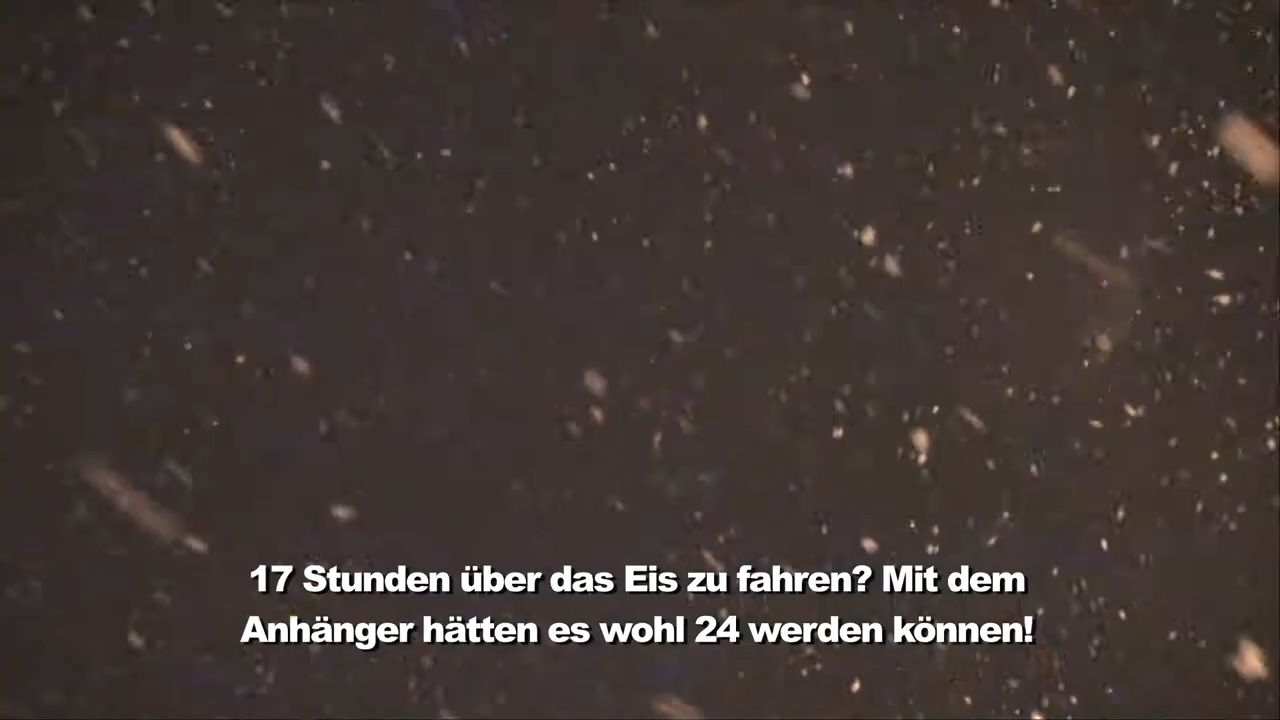 17 Stunden über das Eis zu fahren? Mit dem
Anhänger hätten es wohl 24 werden können!